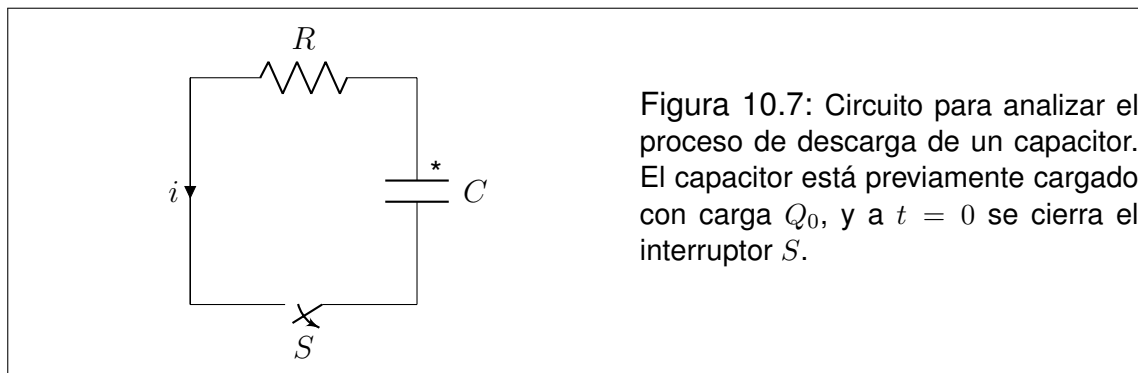 R
i
*
C
S
Figura 10.7: Circuito para analizar el
proceso de descarga de un capacitor.
El capacitor está previamente cargado
con carga Q₀, y a t = 0 se cierra el
interruptor S.